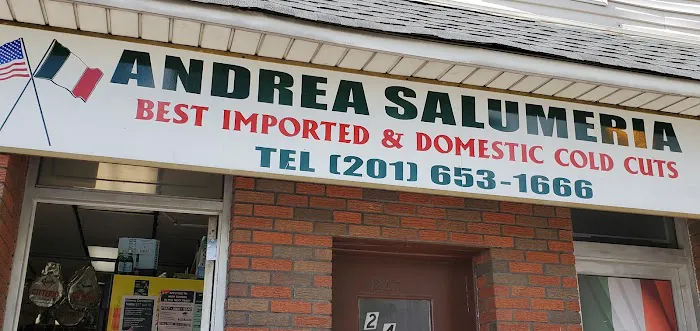 ANDREA SALUMERIA
BEST IMPORTED & DOMESTIC COLD CUTS
TEL (201) 653-1666